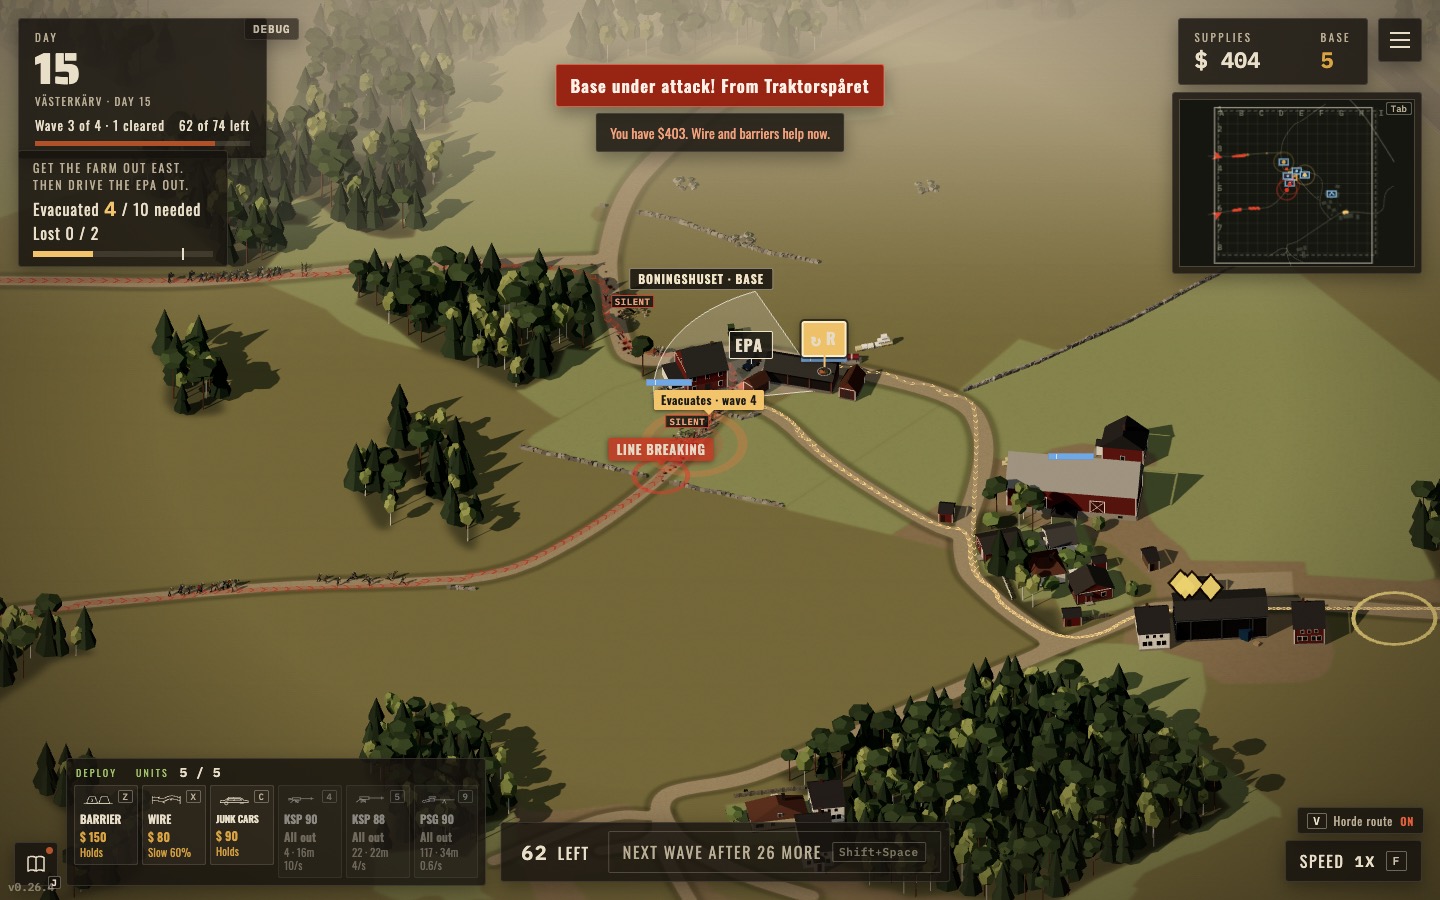 DEBUG
DAY
15
VÄSTERKÄRV · DAY 15
Wave 3 of 4 · 1 cleared 62 of 74 left
GET THE FARM OUT EAST.
THEN DRIVE THE EPA OUT.
Evacuated 4 / 10 needed
Lost 0 / 2
Base under attack! From Traktorspåret
You have $403. Wire and barriers help now.
SUPPLIES BASE
$ 404 5
Tab
BONINGSHUSET · BASE
SILENT
EPA
↻ R
Evacuates · wave 4
SILENT
LINE BREAKING
DEPLOY UNITS 5 / 5
Z
BARRIER
$ 150
Holds
X
WIRE
$ 80
Slow 60%
C
JUNK CARS
$ 90
Holds
4
KSP 90
All out
4 · 16m
10/s
5
KSP 88
All out
22 · 22m
4/s
9
PSG 90
All out
117 · 34m
0.6/s
J
v0.26.4
62 LEFT
NEXT WAVE AFTER 26 MORE Shift+Space
V Horde route ON
SPEED 1X F